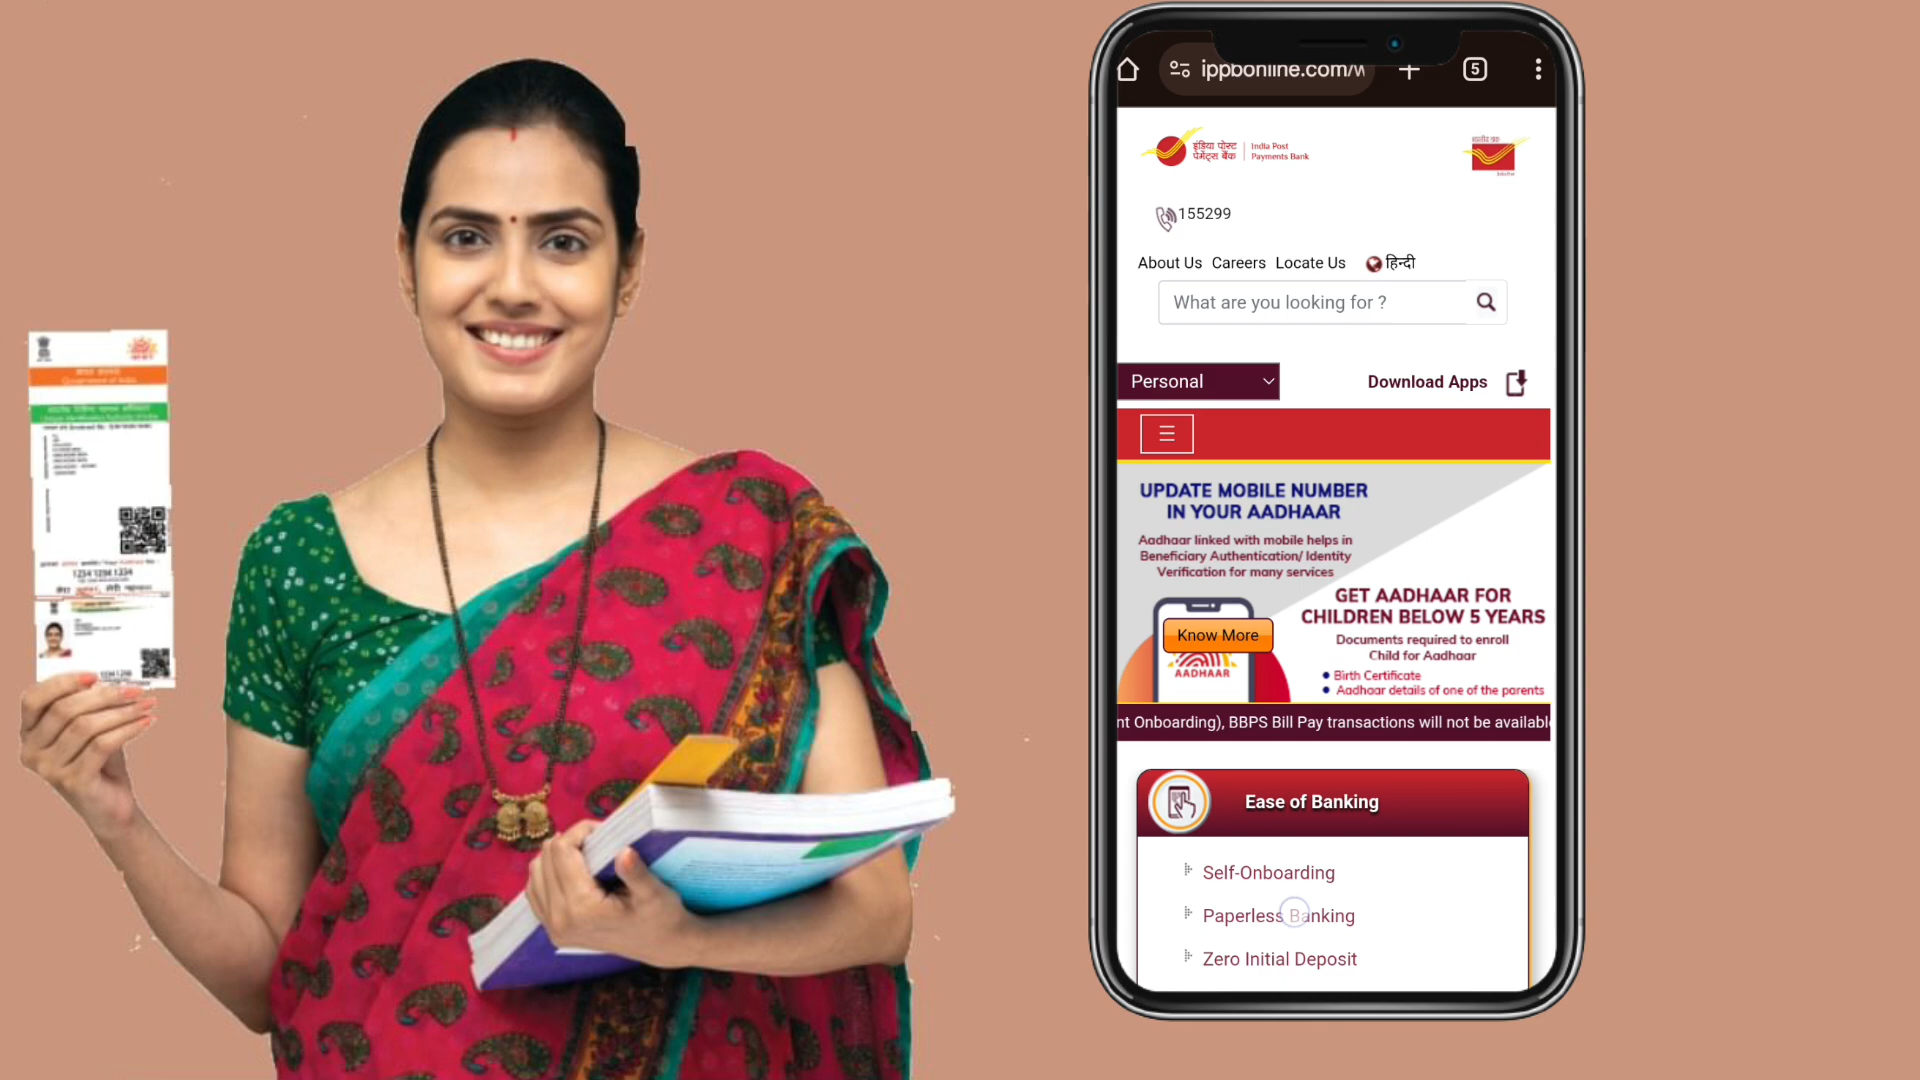 Government of India
1234 1234 1234
ippbonline.com/w
5
इंडिया पोस्ट
पेमेंट्स बैंक
India Post
Payments Bank
155299
About Us Careers Locate Us हिन्दी
What are you looking for ?
Personal
Download Apps
UPDATE MOBILE NUMBER
IN YOUR AADHAAR
Aadhaar linked with mobile helps in
Beneficiary Authentication/ Identity
Verification for many services
GET AADHAAR FOR
CHILDREN BELOW 5 YEARS
Documents required to enroll
Child for Aadhaar
Birth Certificate
Aadhaar details of one of the parents
Know More
AADHAAR
nt Onboarding), BBPS Bill Pay transactions will not be availabl
Ease of Banking
Self-Onboarding
Paperless Banking
Zero Initial Deposit